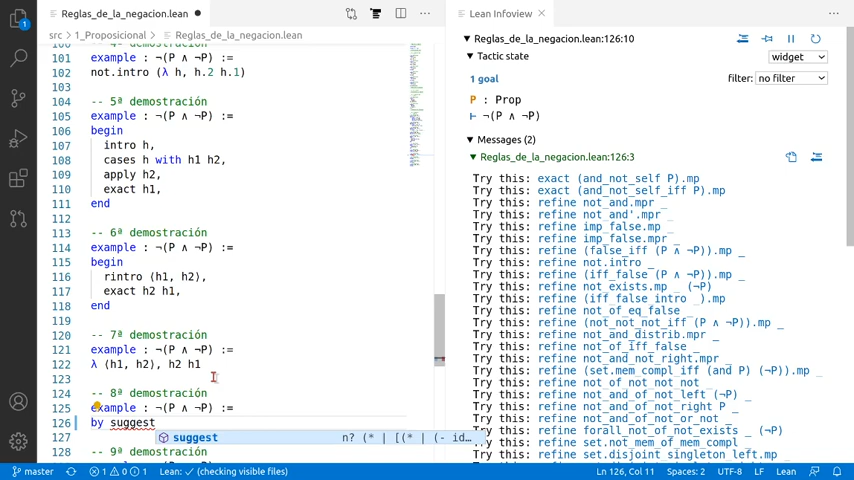 Reglas_de_la_negacion.lean ●
Lean Infoview ×
src > 1_Proposicional > Reglas_de_la_negacion.lean
101 example : ¬(P ∧ ¬P) :=
102 not.intro (λ h, h.2 h.1)
103
104 -- 5ª demostración
105 example : ¬(P ∧ ¬P) :=
106 begin
107 intro h,
108 cases h with h1 h2,
109 apply h2,
110 exact h1,
111 end
112
113 -- 6ª demostración
114 example : ¬(P ∧ ¬P) :=
115 begin
116 rintro ⟨h1, h2⟩,
117 exact h2 h1,
118 end
119
120 -- 7ª demostración
121 example : ¬(P ∧ ¬P) :=
122 λ ⟨h1, h2⟩, h2 h1
123
124 -- 8ª demostración
125 example : ¬(P ∧ ¬P) :=
126 by suggest
suggest n? (* | [(* | (- id…
127
128 -- 9ª demostración
Reglas_de_la_negacion.lean:126:10
Tactic state
widget
1 goal
filter: no filter
P : Prop
⊢ ¬(P ∧ ¬P)
Messages (2)
Reglas_de_la_negacion.lean:126:3
Try this: exact (and_not_self P).mp
Try this: exact (and_not_self_iff P).mp
Try this: refine not_and.mpr _
Try this: refine not_and'.mpr _
Try this: refine imp_false.mp _
Try this: refine imp_false.mpr _
Try this: refine (false_iff (P ∧ ¬P)).mp _
Try this: refine not.intro _
Try this: refine (iff_false (P ∧ ¬P)).mp _
Try this: refine not_exists.mp _ (¬P)
Try this: refine (iff_false_intro _).mp
Try this: refine not_of_eq_false _
Try this: refine (not_not_not_iff (P ∧ ¬P)).mp _
Try this: refine not_and_distrib.mpr _
Try this: refine not_of_iff_false _
Try this: refine not_and_not_right.mpr _
Try this: refine (set.mem_compl_iff (and P) (¬P)).mp _
Try this: refine not_of_not_not_not _
Try this: refine not_and_of_not_left (¬P) _
Try this: refine not_and_of_not_right P _
Try this: refine not_and_of_not_or_not _
Try this: refine forall_not_of_not_exists _ (¬P)
Try this: refine set.not_mem_of_mem_compl _
Try this: refine set.disjoint_singleton_left.mp _
master
1 0 1
Lean: ✓ (checking visible files)
Ln 126, Col 11
Spaces: 2
UTF-8
LF
Lean